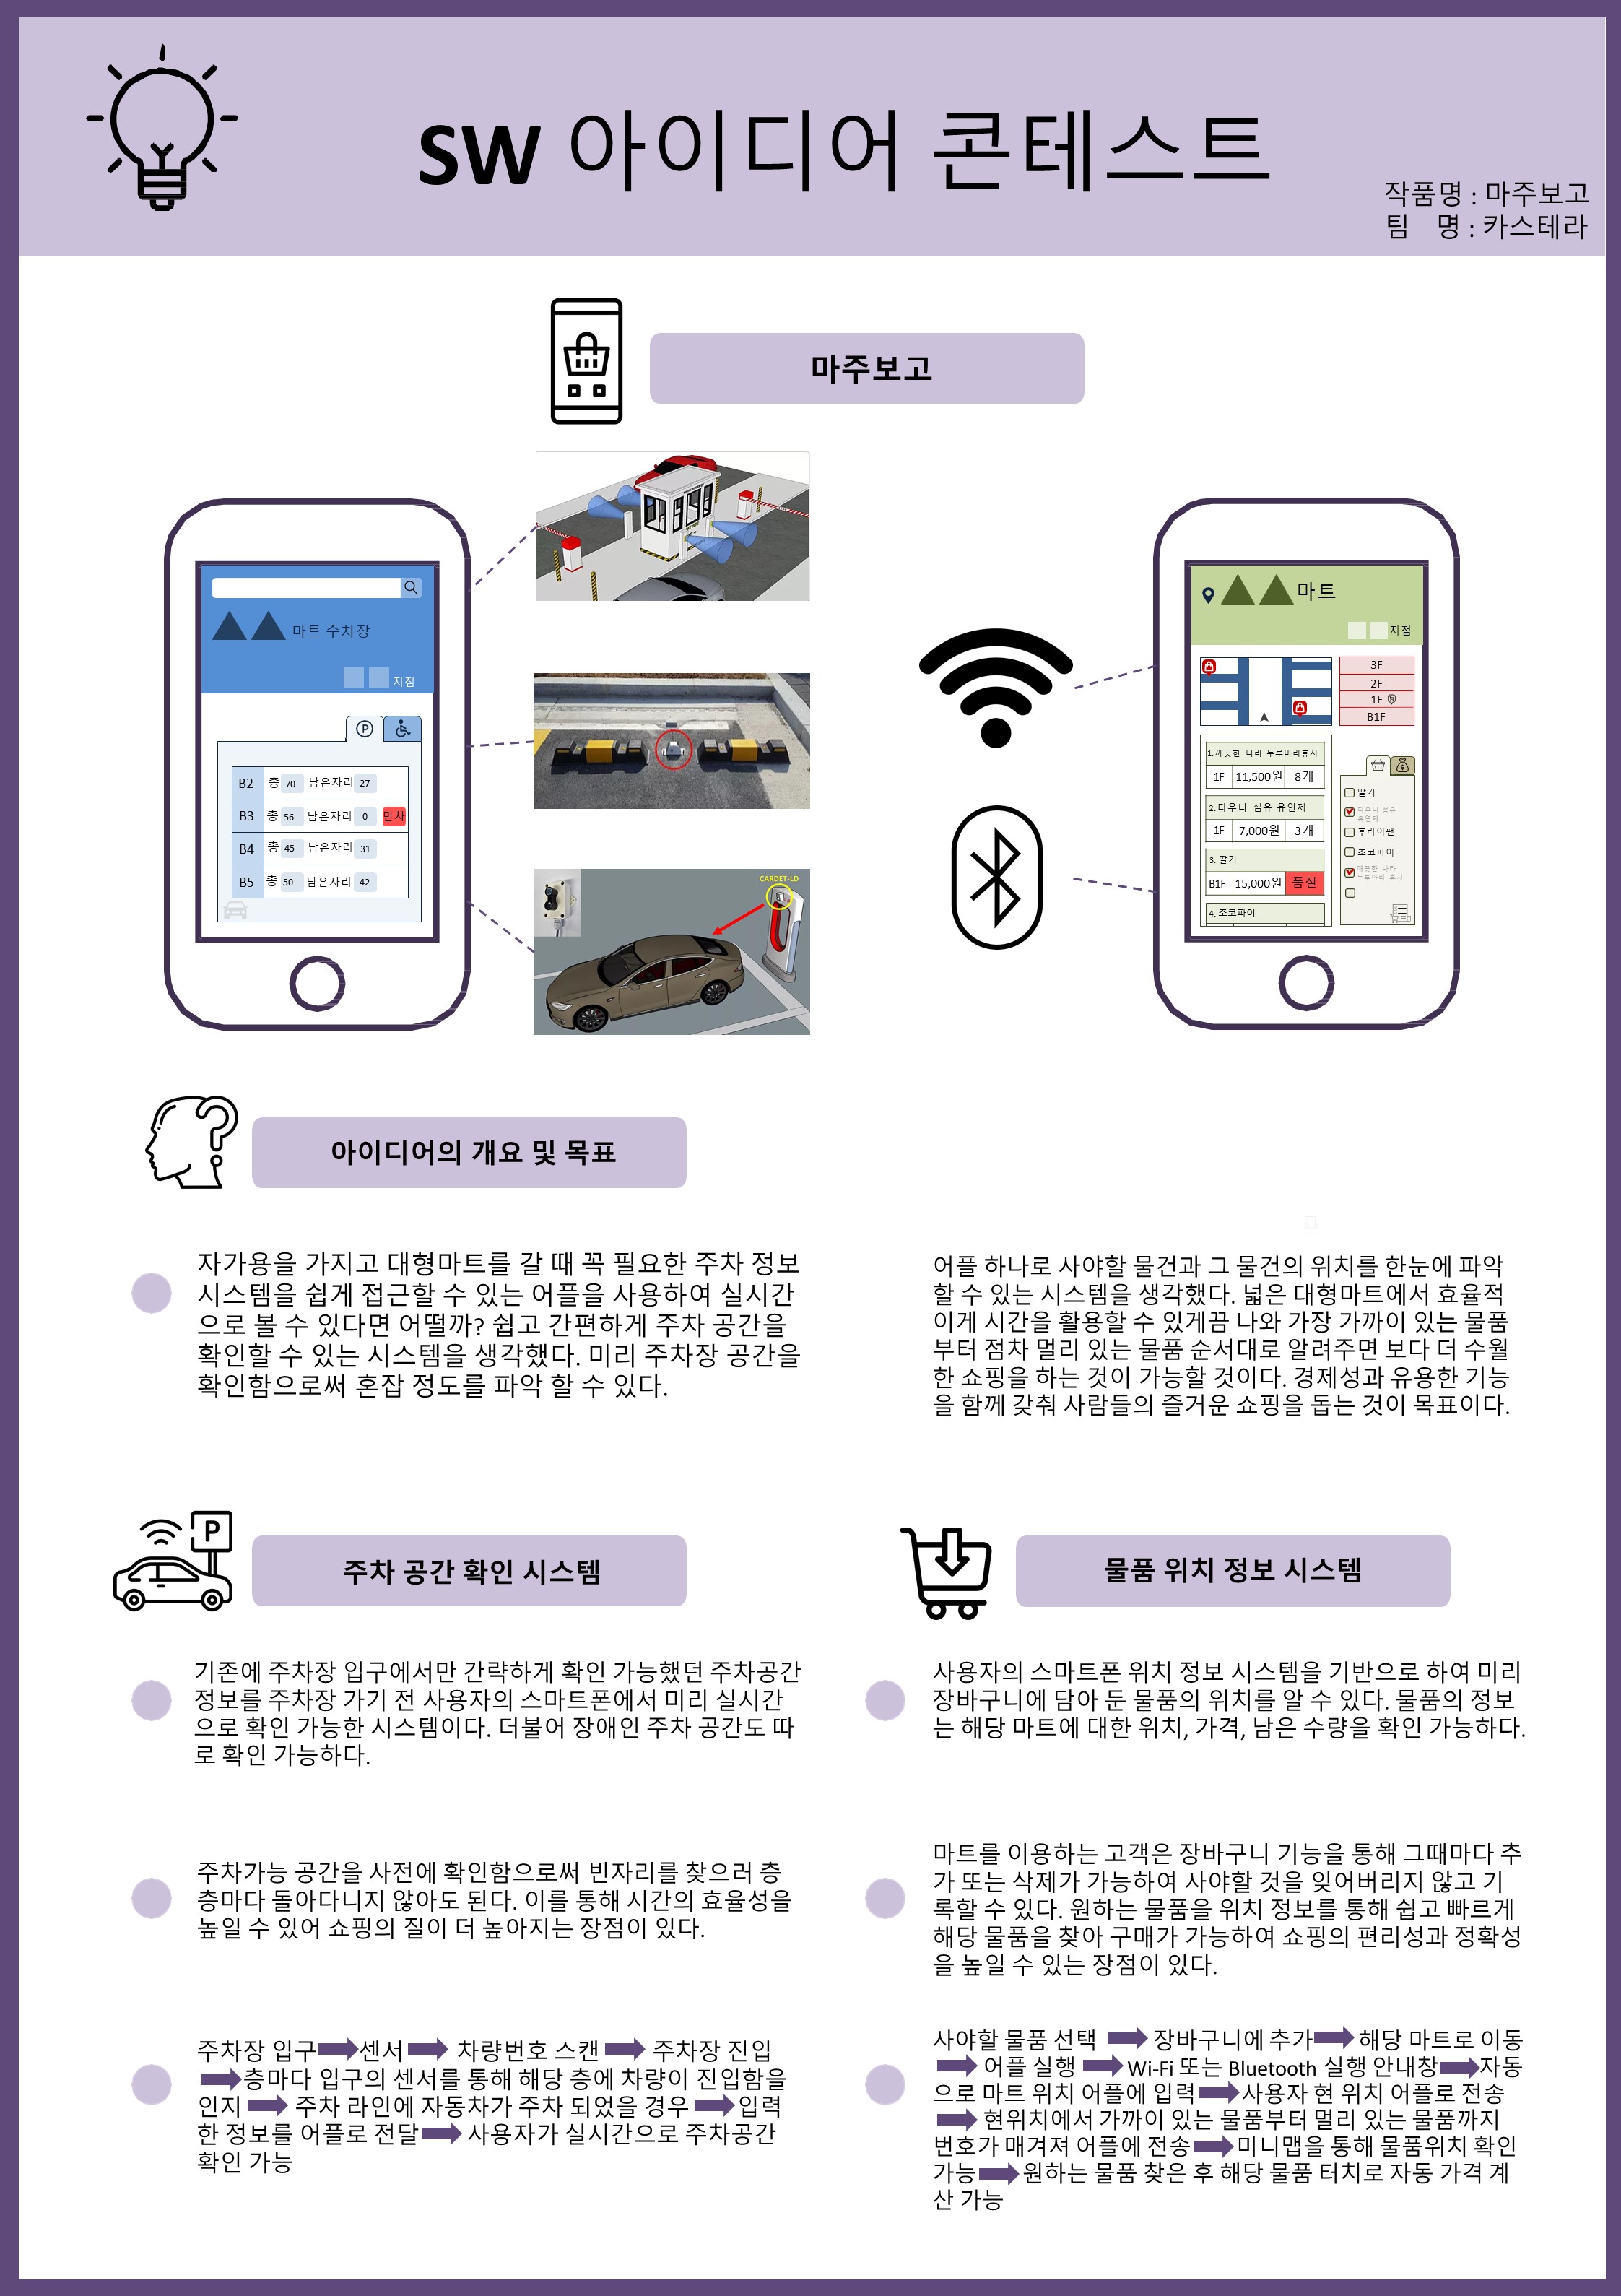 SW 아이디어 콘테스트
작품명 : 마주보고
팀 명 : 카스테라
마주보고
마트 주차장
지점
P
B2 총 70 남은자리 27
B3 총 56 남은자리 0 만차
B4 총 45 남은자리 31
B5 총 50 남은자리 42
CARDET-LD
마트
지점
3F
2F
1F
B1F
1.깨끗한 나라 두루마리휴지
1F 11,500원 8개
2.다우니 섬유 유연제
1F 7,000원 3개
3. 딸기
B1F 15,000원 품절
4. 초코파이
딸기
다우니 섬유
유연제
후라이팬
초코파이
깨끗한 나라
두루마리 휴지
아이디어의 개요 및 목표
자가용을 가지고 대형마트를 갈 때 꼭 필요한 주차 정보
시스템을 쉽게 접근할 수 있는 어플을 사용하여 실시간
으로 볼 수 있다면 어떨까? 쉽고 간편하게 주차 공간을
확인할 수 있는 시스템을 생각했다. 미리 주차장 공간을
확인함으로써 혼잡 정도를 파악 할 수 있다.
어플 하나로 사야할 물건과 그 물건의 위치를 한눈에 파악
할 수 있는 시스템을 생각했다. 넓은 대형마트에서 효율적
이게 시간을 활용할 수 있게끔 나와 가장 가까이 있는 물품
부터 점차 멀리 있는 물품 순서대로 알려주면 보다 더 수월
한 쇼핑을 하는 것이 가능할 것이다. 경제성과 유용한 기능
을 함께 갖춰 사람들의 즐거운 쇼핑을 돕는 것이 목표이다.
P
주차 공간 확인 시스템
기존에 주차장 입구에서만 간략하게 확인 가능했던 주차공간
정보를 주차장 가기 전 사용자의 스마트폰에서 미리 실시간
으로 확인 가능한 시스템이다. 더불어 장애인 주차 공간도 따
로 확인 가능하다.
주차가능 공간을 사전에 확인함으로써 빈자리를 찾으러 층
층마다 돌아다니지 않아도 된다. 이를 통해 시간의 효율성을
높일 수 있어 쇼핑의 질이 더 높아지는 장점이 있다.
주차장 입구 센서 차량번호 스캔 주차장 진입
층마다 입구의 센서를 통해 해당 층에 차량이 진입함을
인지 주차 라인에 자동차가 주차 되었을 경우 입력
한 정보를 어플로 전달 사용자가 실시간으로 주차공간
확인 가능
물품 위치 정보 시스템
사용자의 스마트폰 위치 정보 시스템을 기반으로 하여 미리
장바구니에 담아 둔 물품의 위치를 알 수 있다. 물품의 정보
는 해당 마트에 대한 위치, 가격, 남은 수량을 확인 가능하다.
마트를 이용하는 고객은 장바구니 기능을 통해 그때마다 추
가 또는 삭제가 가능하여 사야할 것을 잊어버리지 않고 기
록할 수 있다. 원하는 물품을 위치 정보를 통해 쉽고 빠르게
해당 물품을 찾아 구매가 가능하여 쇼핑의 편리성과 정확성
을 높일 수 있는 장점이 있다.
사야할 물품 선택 장바구니에 추가 해당 마트로 이동
어플 실행 Wi-Fi 또는 Bluetooth 실행 안내창 자동
으로 마트 위치 어플에 입력 사용자 현 위치 어플로 전송
현위치에서 가까이 있는 물품부터 멀리 있는 물품까지
번호가 매겨져 어플에 전송 미니맵을 통해 물품위치 확인
가능 원하는 물품 찾은 후 해당 물품 터치로 자동 가격 계
산 가능